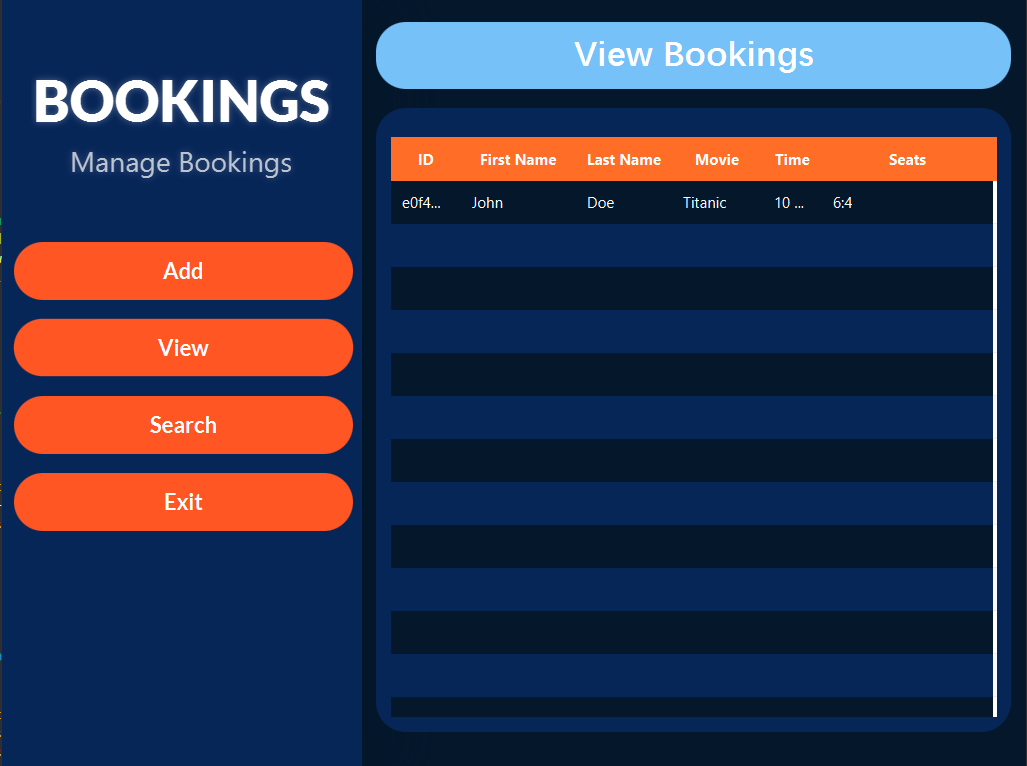 BOOKINGS
Manage Bookings
Add
View
Search
Exit
View Bookings
ID First Name Last Name Movie Time Seats
e0f4... John Doe Titanic 10 ... 6:4